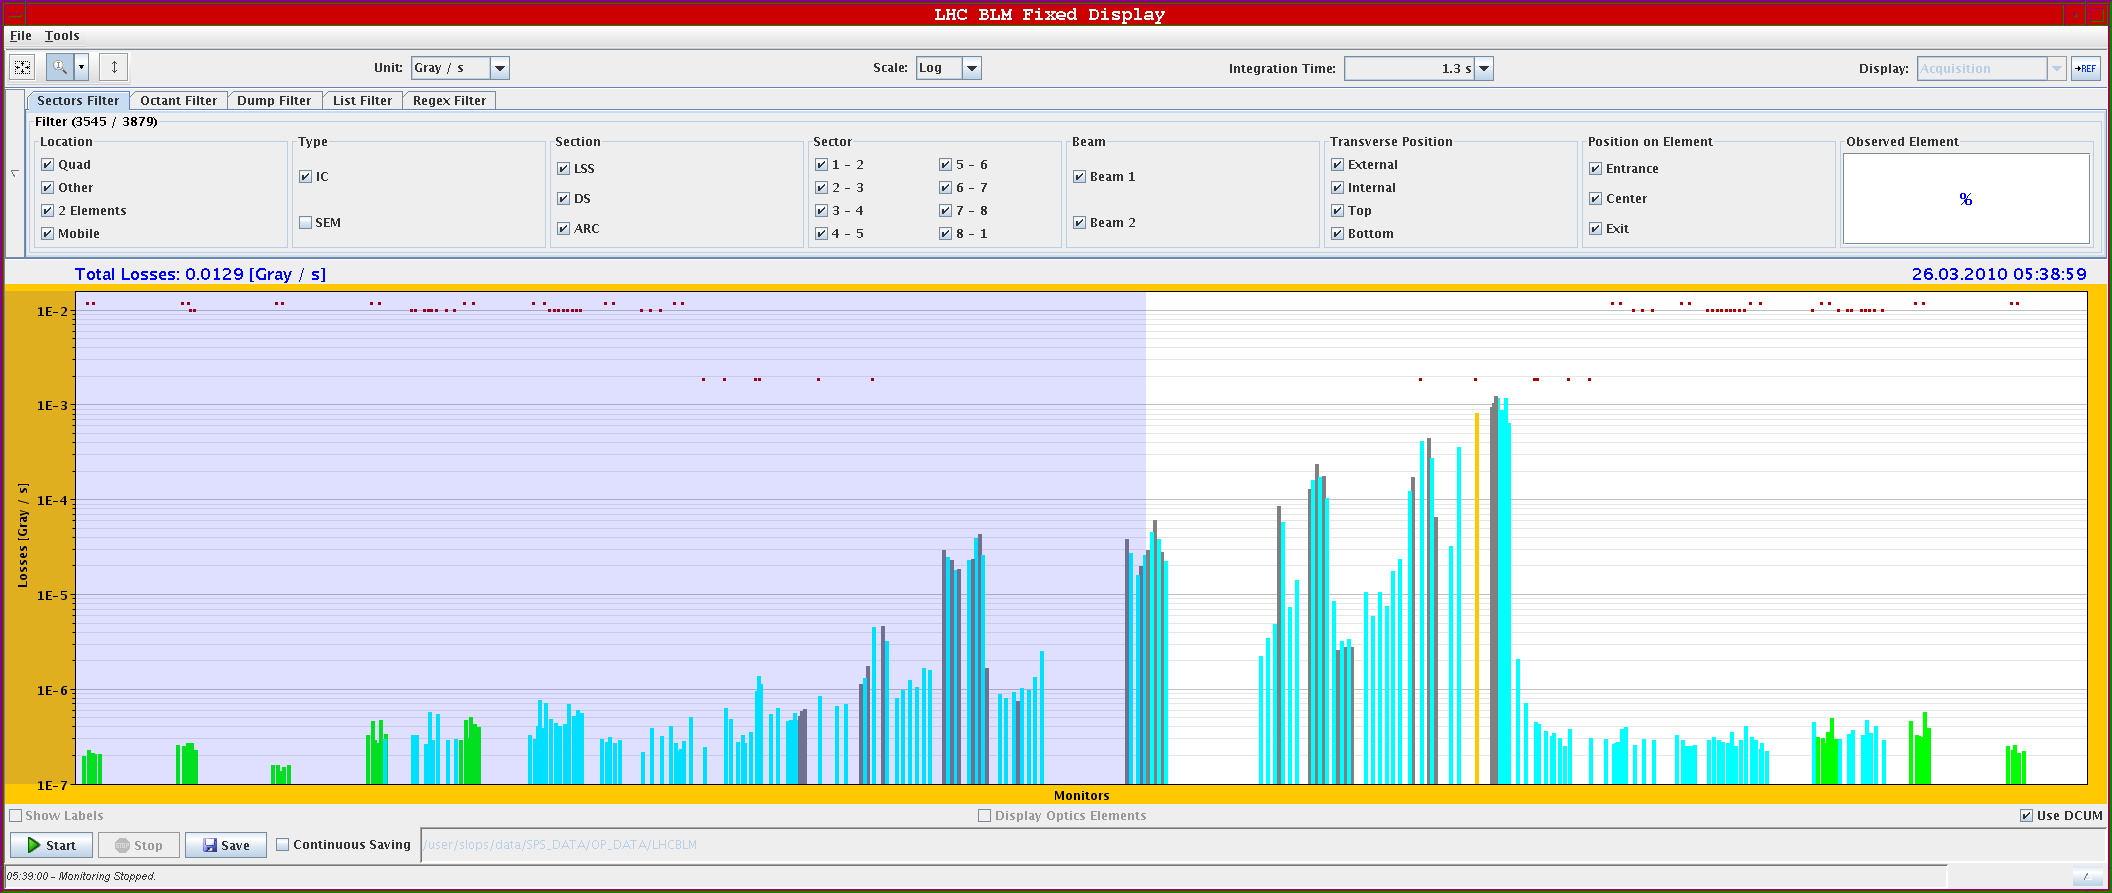 LHC BLM Fixed Display
File Tools
Unit: Gray / s Scale: Log Integration Time: 1.3 s Display: Acquisition →REF
Sectors Filter Octant Filter Dump Filter List Filter Regex Filter
Filter (3545 / 3879)
Location Type Section Sector Beam Transverse Position Position on Element Observed Element
Quad
Other
2 Elements
Mobile
IC
SEM
LSS
DS
ARC
1 - 2 5 - 6
2 - 3 6 - 7
3 - 4 7 - 8
4 - 5 8 - 1
Beam 1
Beam 2
External
Internal
Top
Bottom
Entrance
Center
Exit
%
Total Losses: 0.0129 [Gray / s] 26.03.2010 05:38:59
1E-2
1E-3
1E-4
1E-5
1E-6
1E-7
Losses [Gray / s]
Monitors
Show Labels Display Optics Elements Use DCUM
Start STOP Stop Save Continuous Saving /user/slops/data/SPS_DATA/OP_DATA/LHCBLM
05:39:00 - Monitoring Stopped.